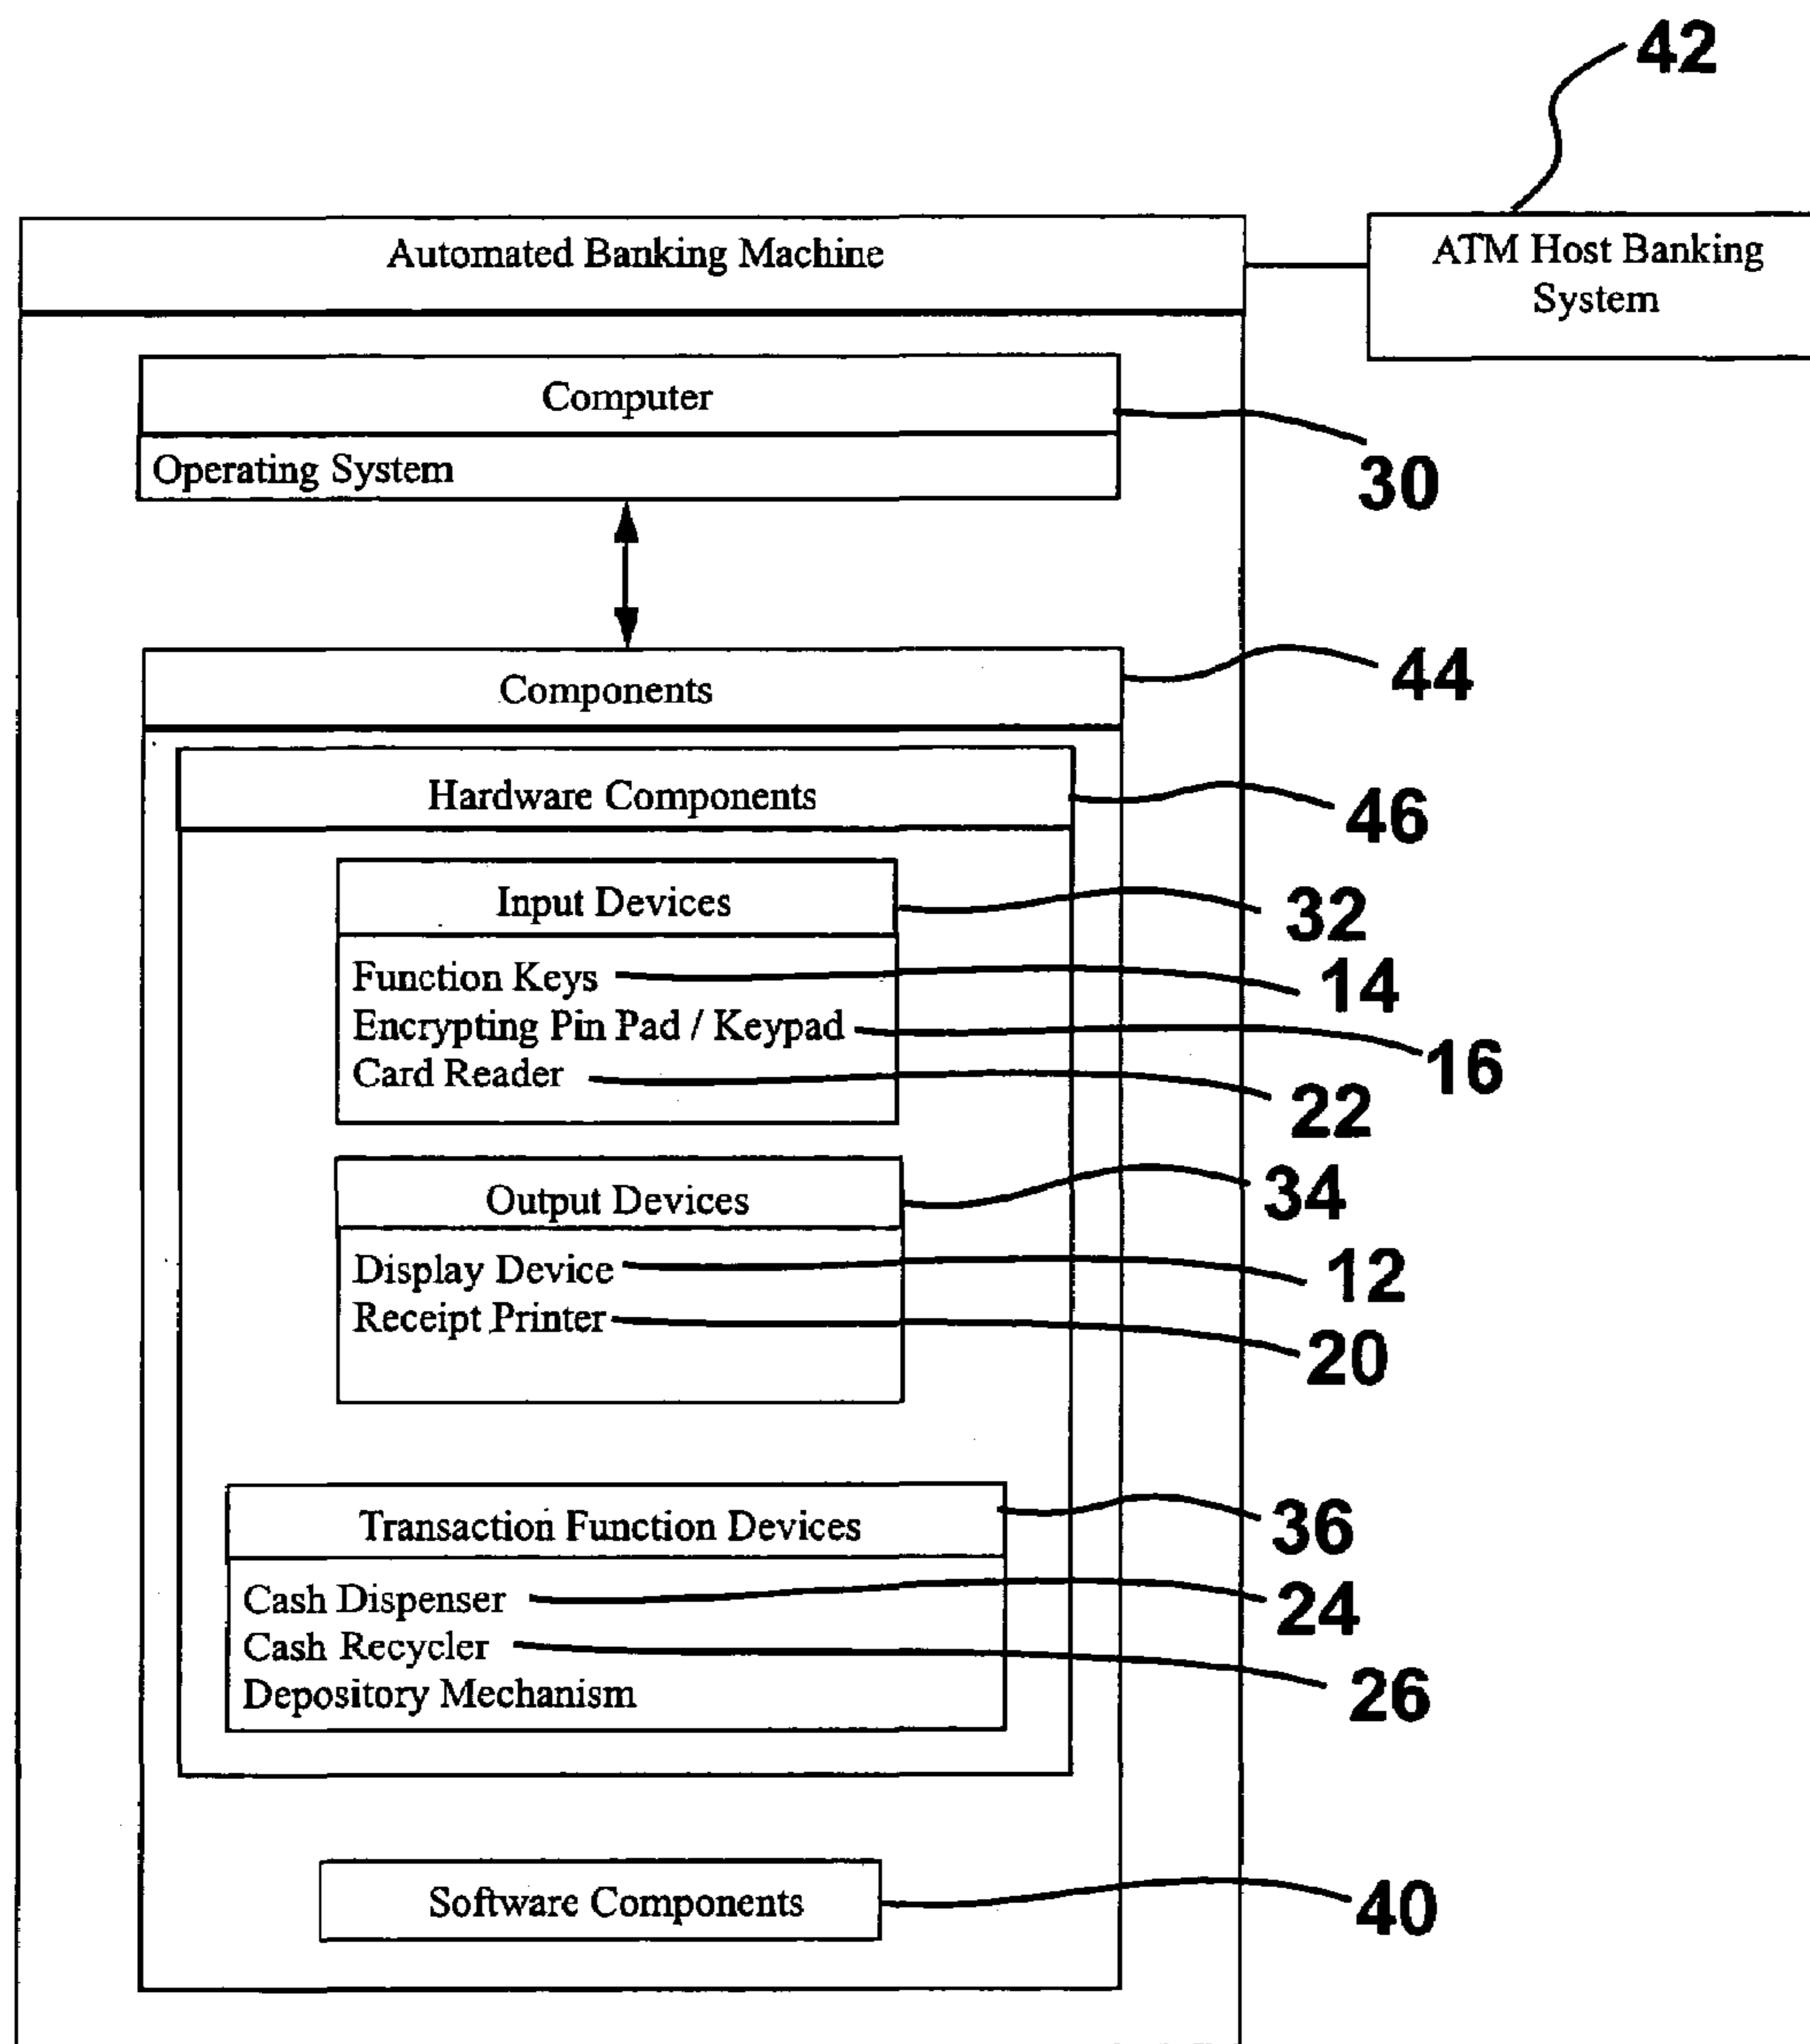 42
Automated Banking Machine
ATM Host Banking
System
Computer
30
Operating System
Components
44
Hardware Components
46
Input Devices
32
Function Keys
14
Encrypting Pin Pad / Keypad
16
Card Reader
22
Output Devices
34
Display Device
12
Receipt Printer
20
Transaction Function Devices
36
Cash Dispenser
24
Cash Recycler
26
Depository Mechanism
Software Components
40